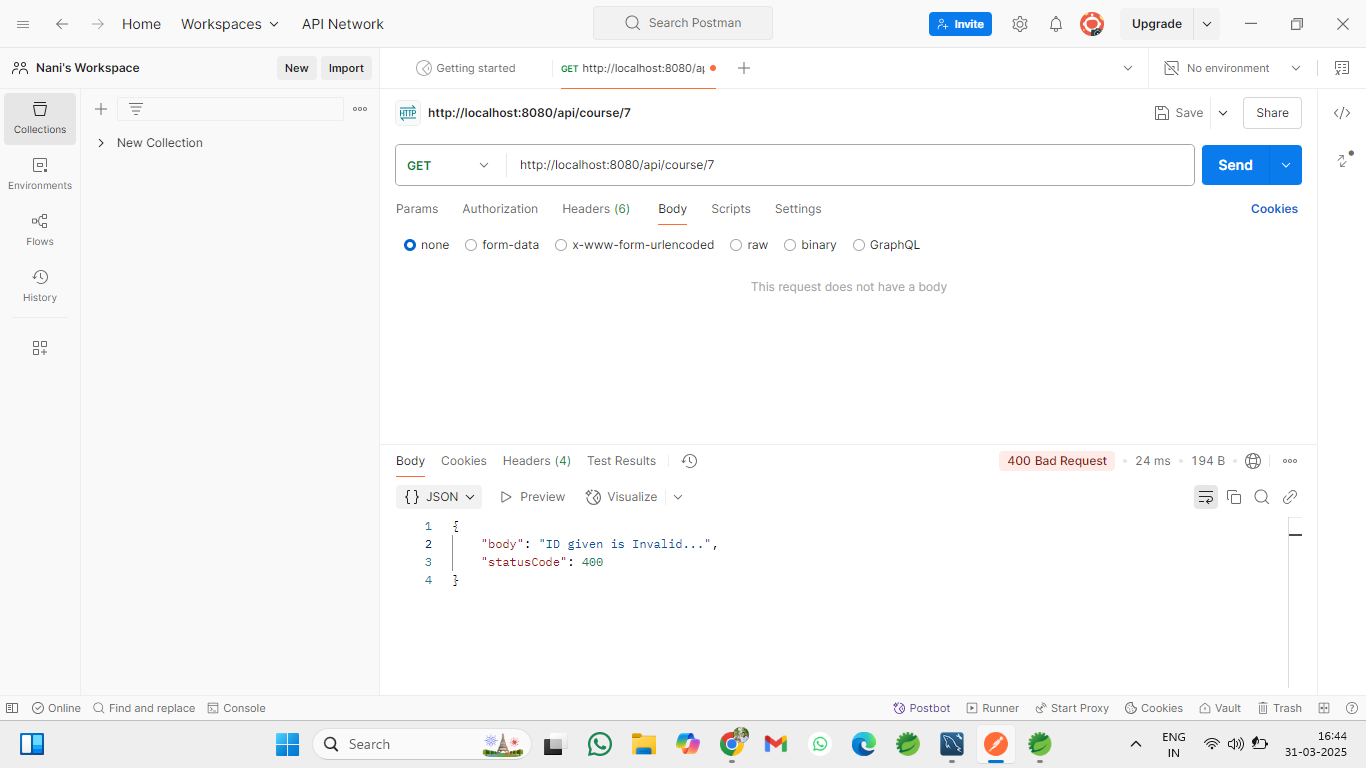 Home Workspaces API Network Search Postman Invite Upgrade
Nani's Workspace New Import Getting started GET http://localhost:8080/ap No environment
Collections
Environments
Flows
History
New Collection
HTTP http://localhost:8080/api/course/7 Save Share
GET http://localhost:8080/api/course/7 Send
Params Authorization Headers (6) Body Scripts Settings Cookies
none form-data x-www-form-urlencoded raw binary GraphQL
This request does not have a body
Body Cookies Headers (4) Test Results 400 Bad Request • 24 ms • 194 B
{} JSON Preview Visualize
1 {
2 "body": "ID given is Invalid...",
3 "statusCode": 400
4 }
Online Find and replace Console Postbot Runner Start Proxy Cookies Vault Trash
Search ENG 16:44
IN 31-03-2025